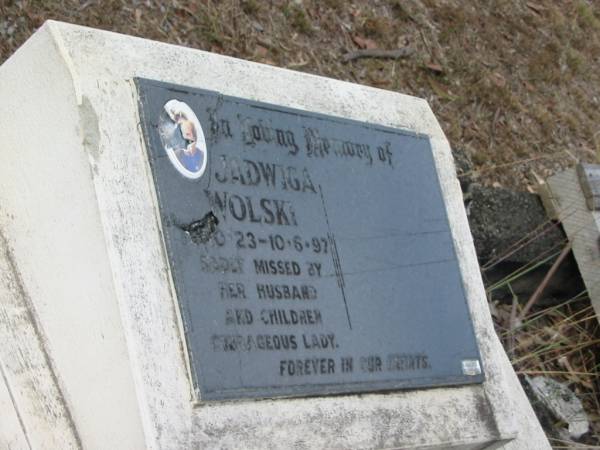 In Loving Memory of
JADWIGA
WOLSKI
23-10-6-97
SADLY MISSED BY
HER HUSBAND
AND CHILDREN
COURAGEOUS LADY.
FOREVER IN OUR HEARTS.